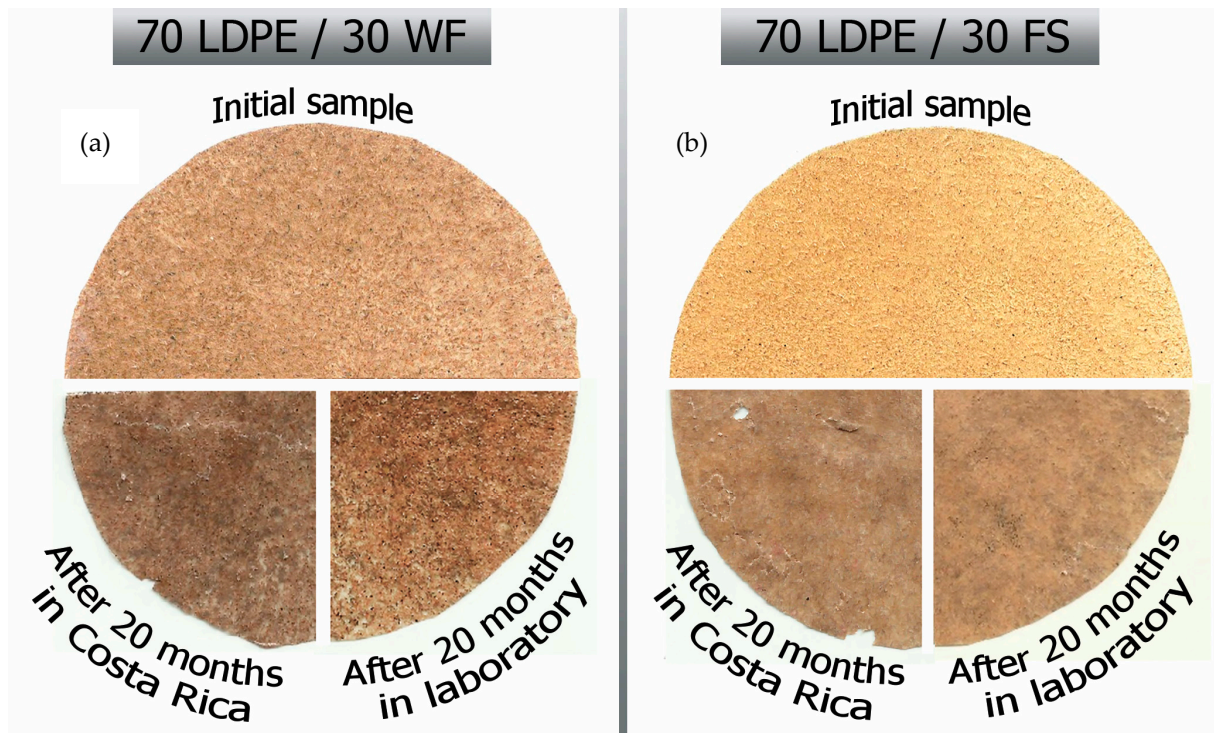 70 LDPE / 30 WF
(a)
Initial sample
After 20 months
in Costa Rica
After 20 months
in laboratory
70 LDPE / 30 FS
(b)
Initial sample
After 20 months
in Costa Rica
After 20 months
in laboratory